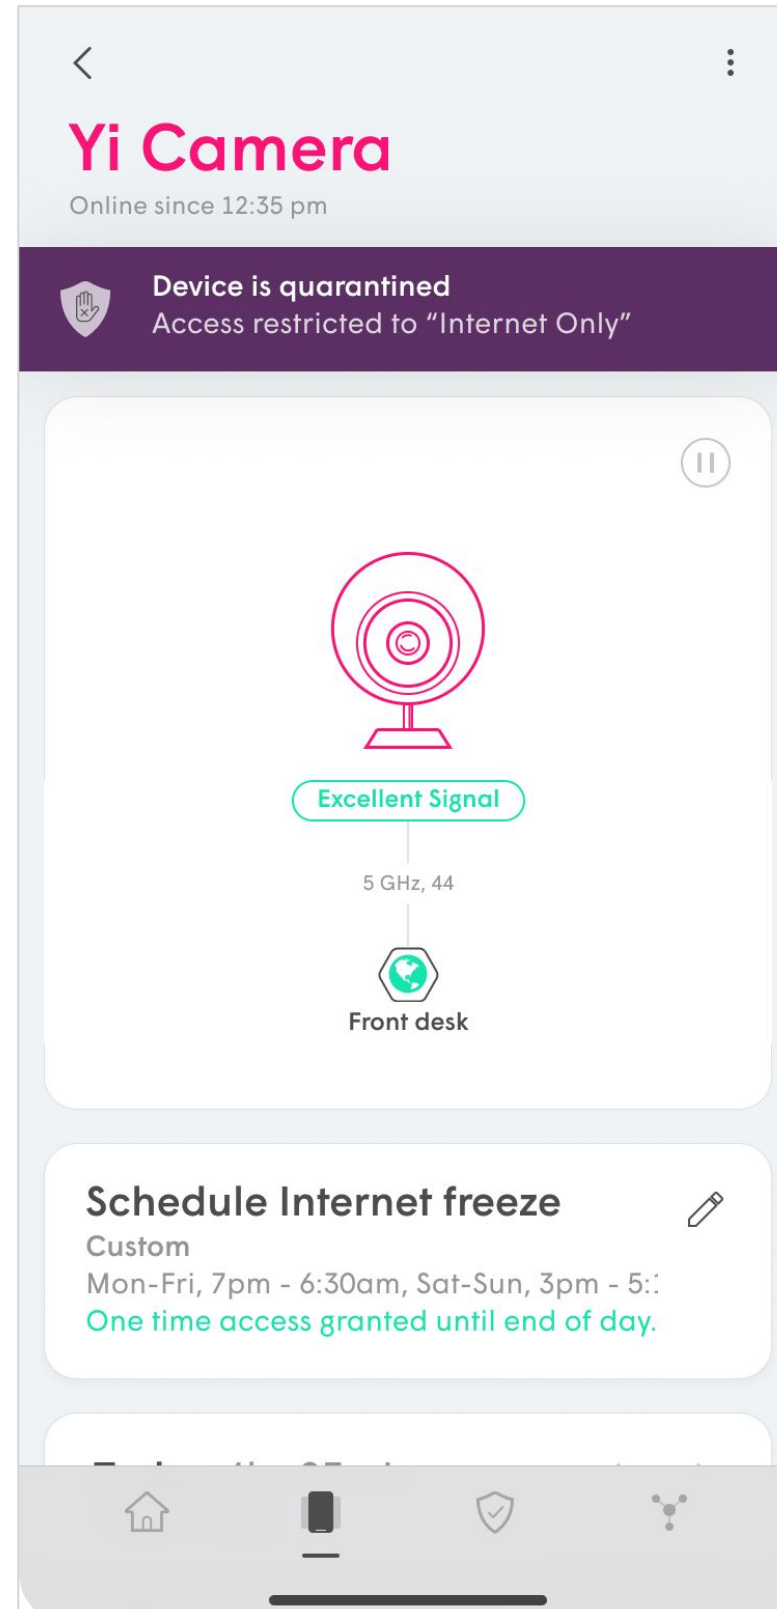 Yi Camera
Online since 12:35 pm
Device is quarantined
Access restricted to “Internet Only”
Excellent Signal
5 GHz, 44
Front desk
Schedule Internet freeze
Custom
Mon-Fri, 7pm - 6:30am, Sat-Sun, 3pm - 5:
One time access granted until end of day.